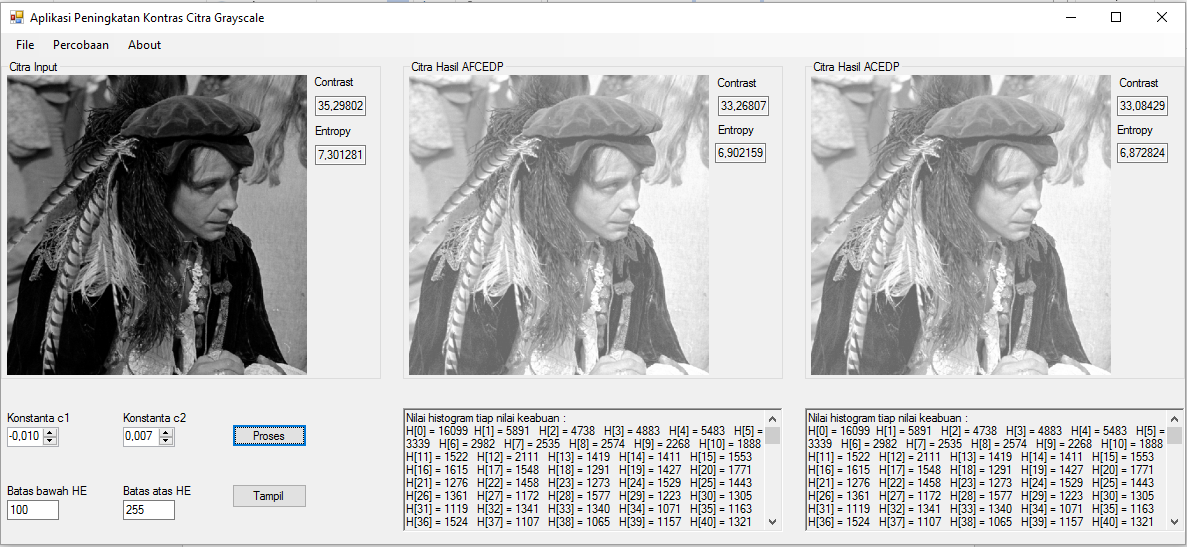 Aplikasi Peningkatan Kontras Citra Grayscale
File Percobaan About
Citra Input
Contrast
35,29802
Entropy
7,301281
Citra Hasil AFCEDP
Contrast
33,26807
Entropy
6,902159
Citra Hasil ACEDP
Contrast
33,08429
Entropy
6,872824
Konstanta c1
-0,010
Konstanta c2
0,007
Proses
Batas bawah HE
100
Batas atas HE
255
Tampil
Nilai histogram tiap nilai keabuan :
H[0] = 16099 H[1] = 5891 H[2] = 4738 H[3] = 4883 H[4] = 5483 H[5] =
3339 H[6] = 2982 H[7] = 2535 H[8] = 2574 H[9] = 2268 H[10] = 1888
H[11] = 1522 H[12] = 2111 H[13] = 1419 H[14] = 1411 H[15] = 1553
H[16] = 1615 H[17] = 1548 H[18] = 1291 H[19] = 1427 H[20] = 1771
H[21] = 1276 H[22] = 1458 H[23] = 1273 H[24] = 1529 H[25] = 1443
H[26] = 1361 H[27] = 1172 H[28] = 1577 H[29] = 1223 H[30] = 1305
H[31] = 1119 H[32] = 1341 H[33] = 1340 H[34] = 1071 H[35] = 1163
H[36] = 1524 H[37] = 1107 H[38] = 1065 H[39] = 1157 H[40] = 1321
Nilai histogram tiap nilai keabuan :
H[0] = 16099 H[1] = 5891 H[2] = 4738 H[3] = 4883 H[4] = 5483 H[5] =
3339 H[6] = 2982 H[7] = 2535 H[8] = 2574 H[9] = 2268 H[10] = 1888
H[11] = 1522 H[12] = 2111 H[13] = 1419 H[14] = 1411 H[15] = 1553
H[16] = 1615 H[17] = 1548 H[18] = 1291 H[19] = 1427 H[20] = 1771
H[21] = 1276 H[22] = 1458 H[23] = 1273 H[24] = 1529 H[25] = 1443
H[26] = 1361 H[27] = 1172 H[28] = 1577 H[29] = 1223 H[30] = 1305
H[31] = 1119 H[32] = 1341 H[33] = 1340 H[34] = 1071 H[35] = 1163
H[36] = 1524 H[37] = 1107 H[38] = 1065 H[39] = 1157 H[40] = 1321